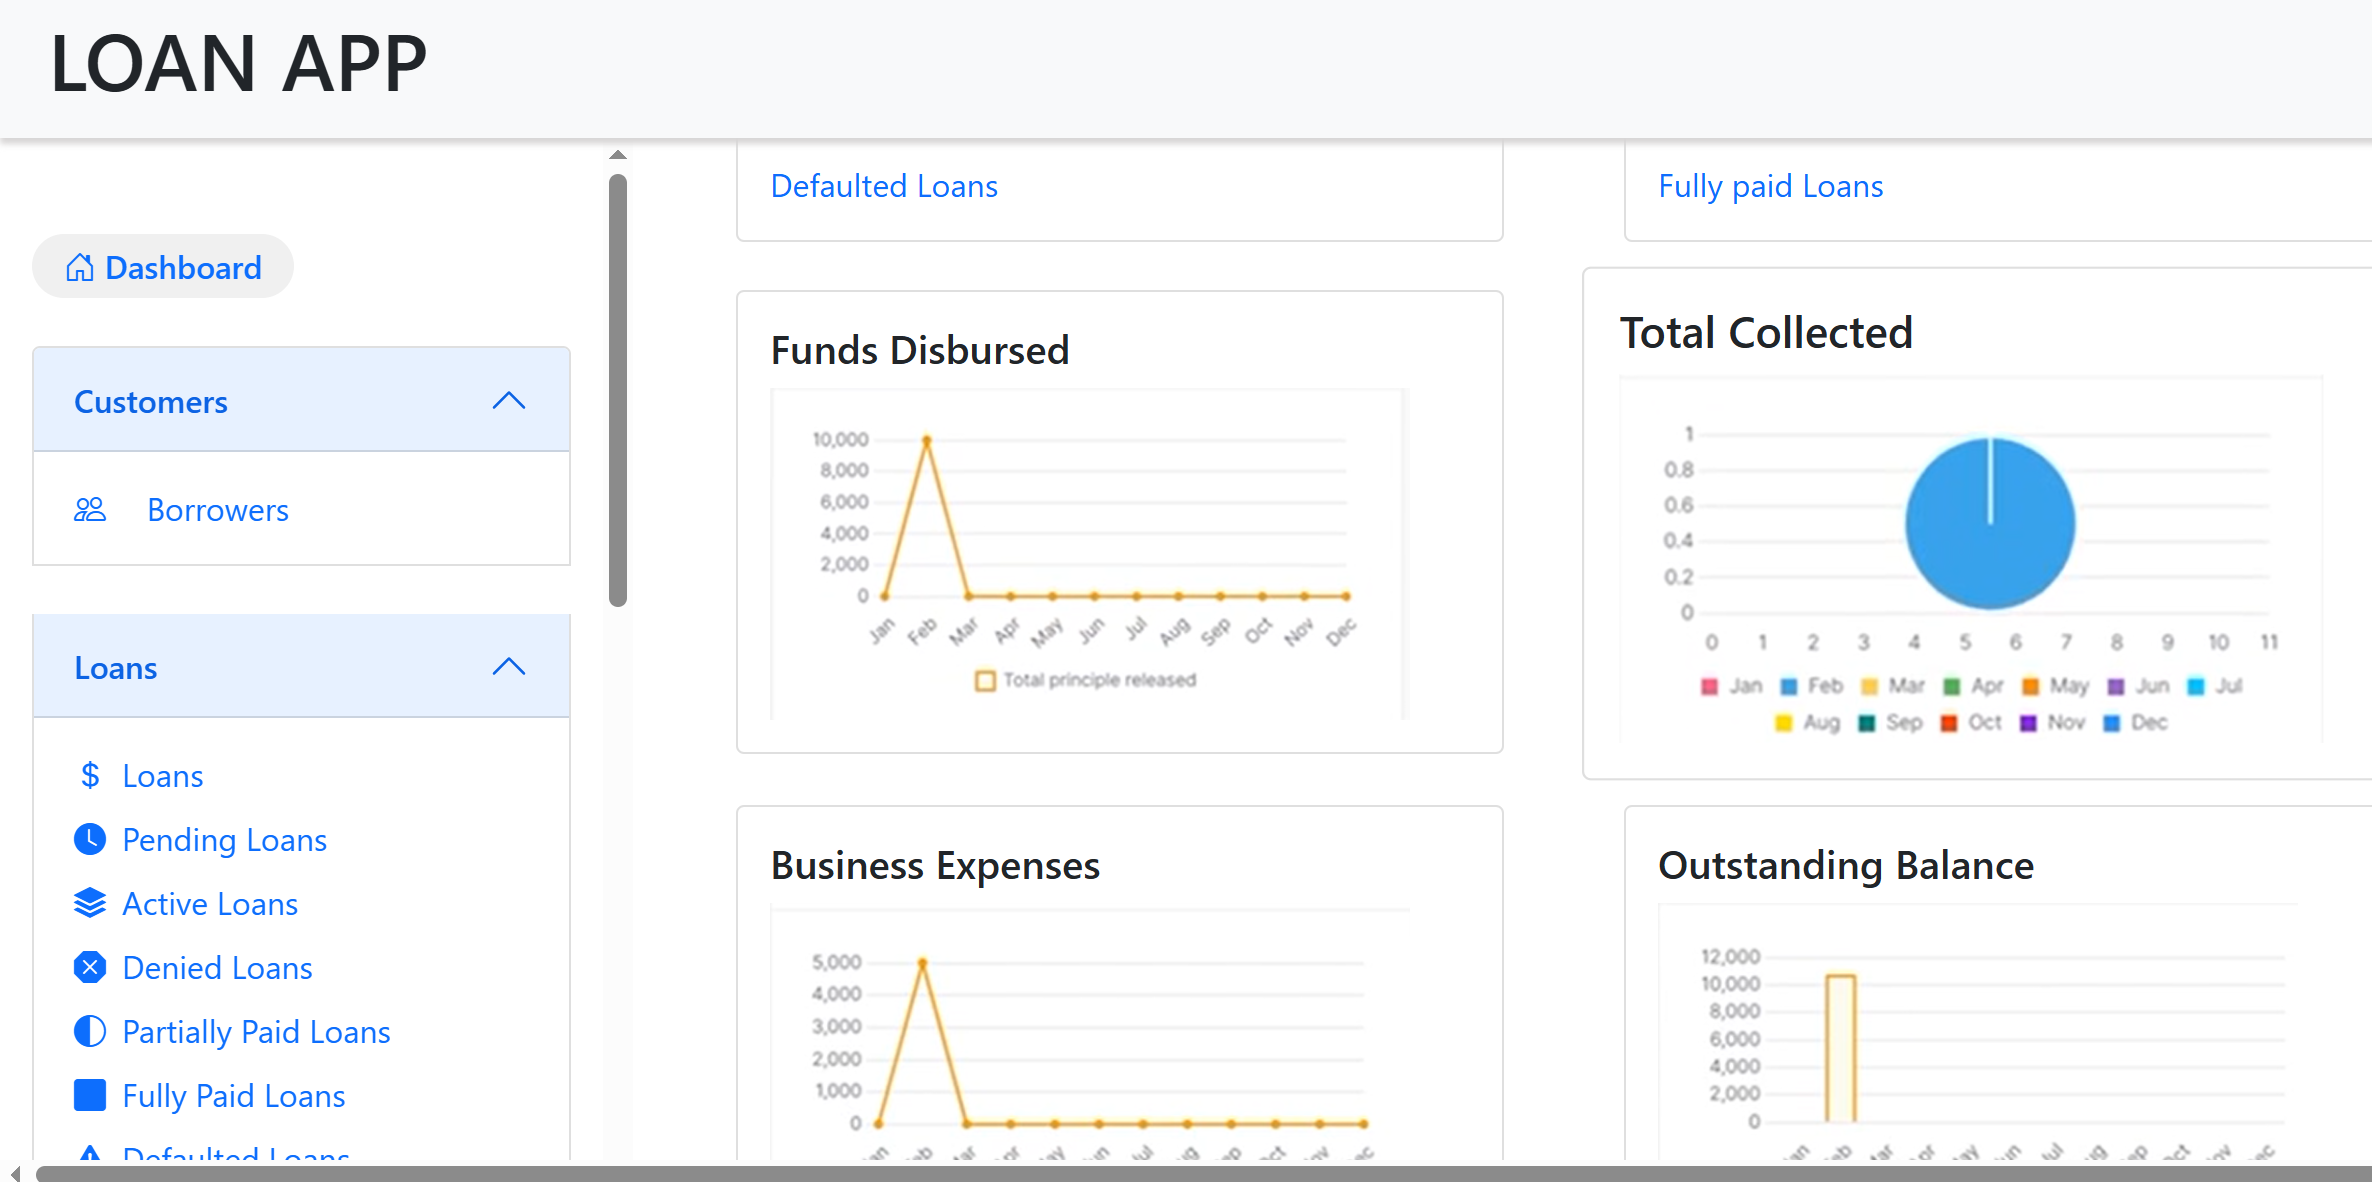 LOAN APP
Dashboard
Customers
Borrowers
Loans
Loans
Pending Loans
Active Loans
Denied Loans
Partially Paid Loans
Fully Paid Loans
Defaulted Loans
Defaulted Loans
Fully paid Loans
Funds Disbursed
10,000
8,000
6,000
4,000
2,000
0
Jan Feb Mar Apr May Jun Jul Aug Sep Oct Nov Dec
Total principle released
Total Collected
1
0.8
0.6
0.4
0.2
0
0 1 2 3 4 5 6 7 8 9 10 11
Jan Feb Mar Apr May Jun Jul
Aug Sep Oct Nov Dec
Business Expenses
5,000
4,000
3,000
2,000
1,000
0
Outstanding Balance
12,000
10,000
8,000
6,000
4,000
2,000
0